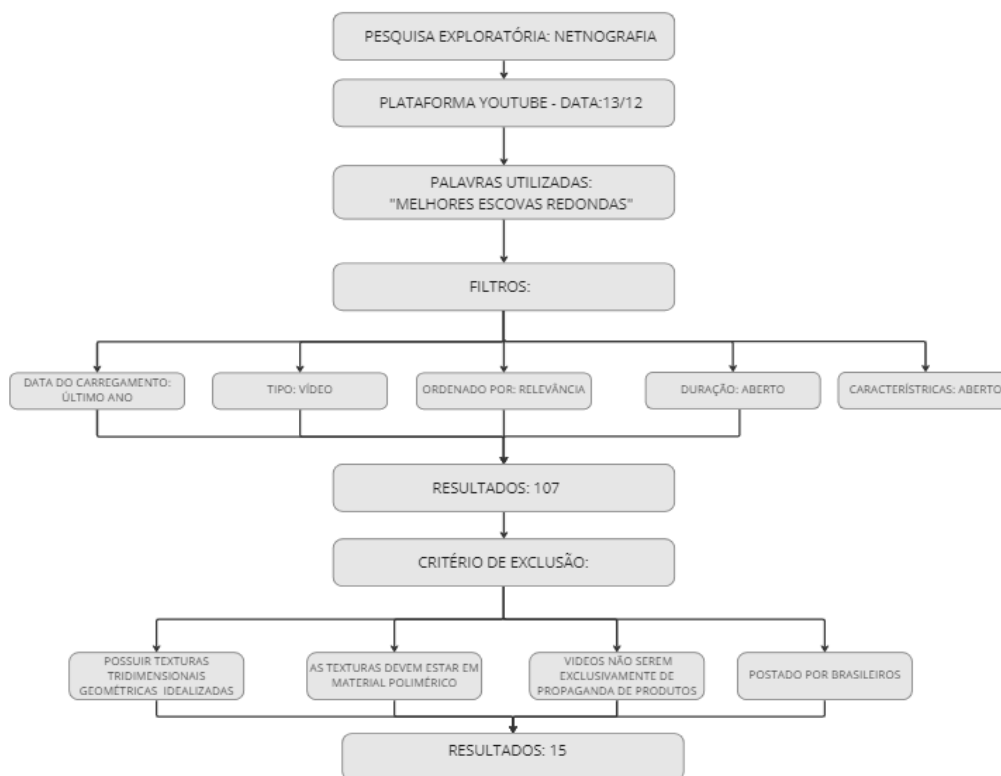 PESQUISA EXPLORATÓRIA: NETNOGRAFIA
PLATAFORMA YOUTUBE - DATA:13/12
PALAVRAS UTILIZADAS:
"MELHORES ESCOVAS REDONDAS"
FILTROS:
DATA DO CARREGAMENTO:
ÚLTIMO ANO
TIPO: VÍDEO
ORDENADO POR: RELEVÂNCIA
DURAÇÃO: ABERTO
CARACTERÍSTRICAS: ABERTO
RESULTADOS: 107
CRITÉRIO DE EXCLUSÃO:
POSSUIR TEXTURAS
TRIDIMENSIONAIS
GEOMÉTRICAS IDEALIZADAS
AS TEXTURAS DEVEM ESTAR EM
MATERIAL POLIMÉRICO
VIDEOS NÃO SEREM
EXCLUSIVAMENTE DE
PROPAGANDA DE PRODUTOS
POSTADO POR BRASILEIROS
RESULTADOS: 15